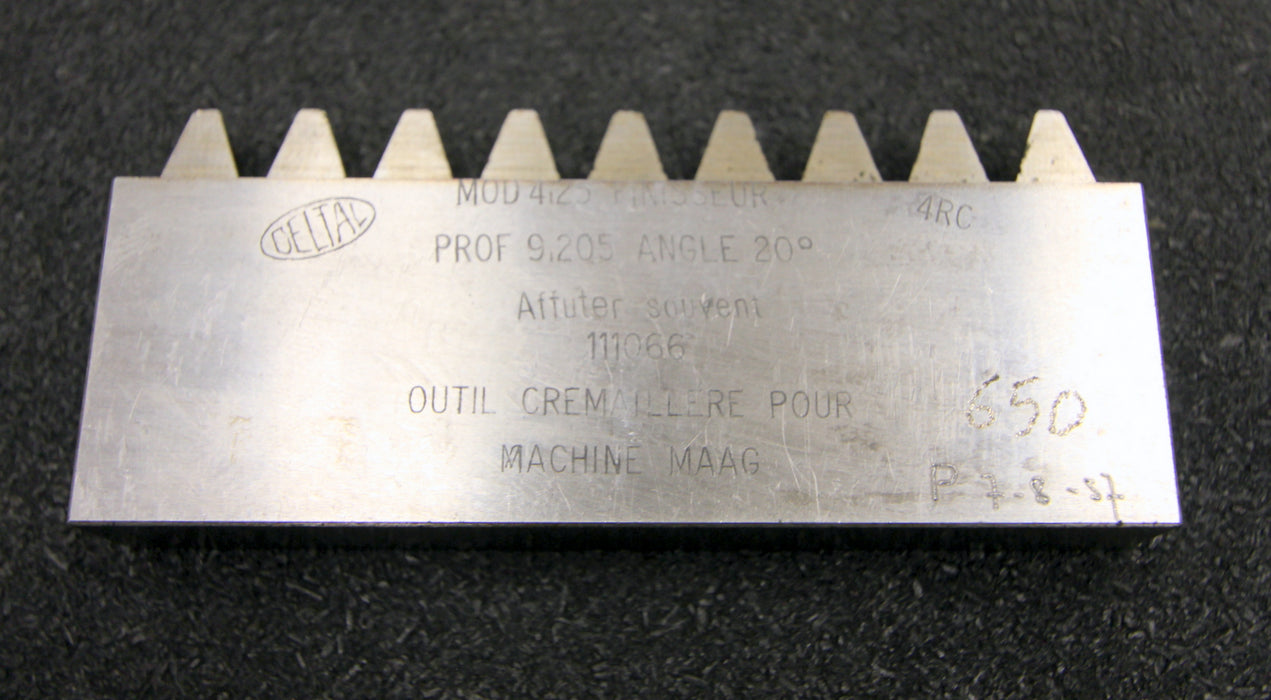 MOD 4,25 FINISSEUR
DELTAL
4RC
PROF 9,205 ANGLE 20°
Affuter souvent
111066
OUTIL CREMAILLERE POUR
MACHINE MAAG
650
P 7-8-57